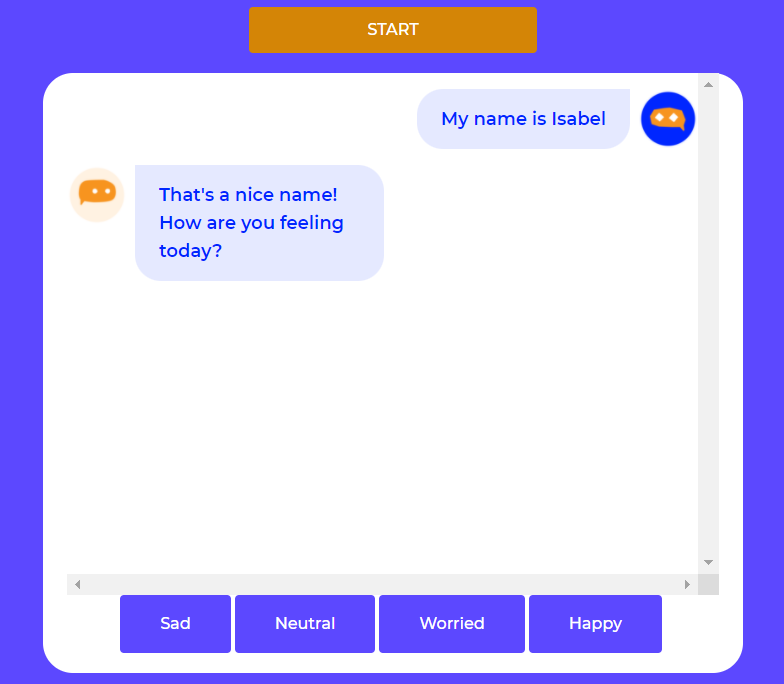 START
My name is Isabel
That's a nice name!
How are you feeling
today?
Sad
Neutral
Worried
Happy